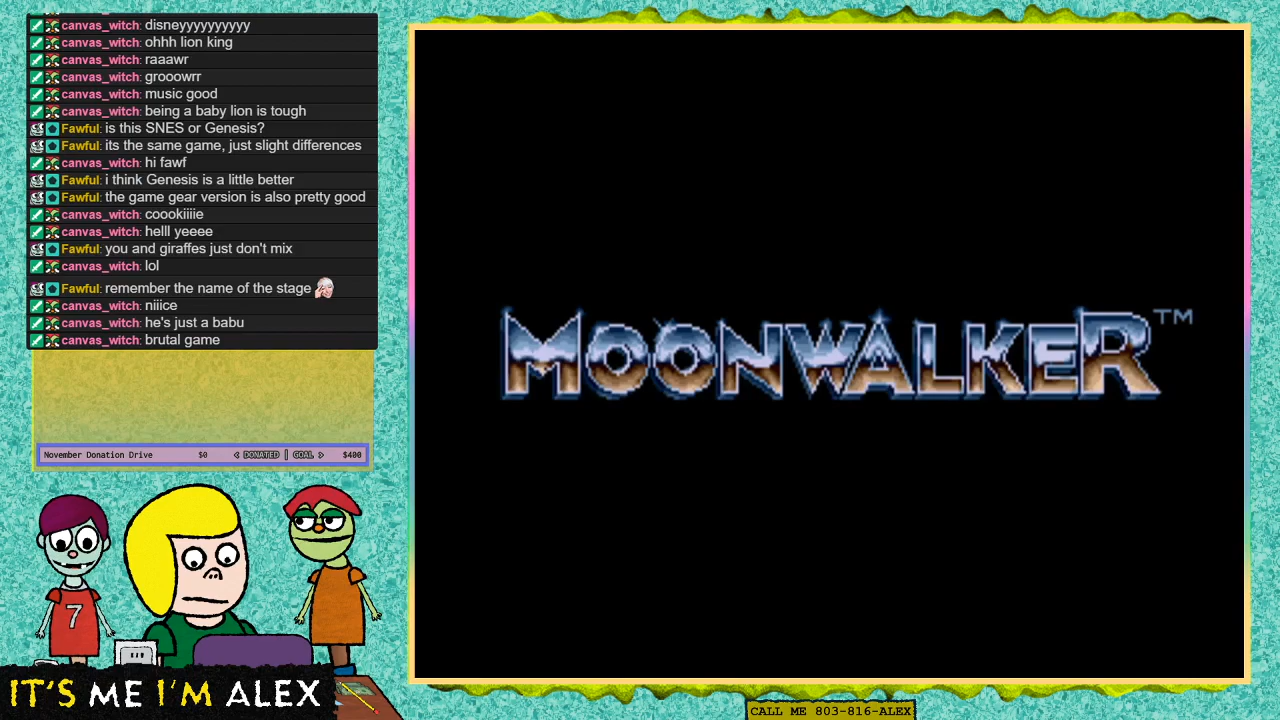 canvas_witch: disneyyyyyyyyyy
canvas_witch: ohhh lion king
canvas_witch: raaawr
canvas_witch: grooowrr
canvas_witch: music good
canvas_witch: being a baby lion is tough
Fawful: is this SNES or Genesis?
Fawful: its the same game, just slight differences
canvas_witch: hi fawf
Fawful: i think Genesis is a little better
Fawful: the game gear version is also pretty good
canvas_witch: coookiiiie
canvas_witch: helll yeeee
Fawful: you and giraffes just don't mix
canvas_witch: lol
Fawful: remember the name of the stage
canvas_witch: niiice
canvas_witch: he's just a babu
canvas_witch: brutal game
November Donation Drive $0 < DONATED | GOAL > $400
7
IT'S ME I'M ALEX
MOONWALKER™
CALL ME 803-816-ALEX